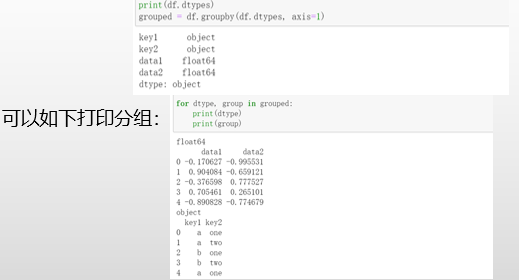 print(df.dtypes)
grouped = df.groupby(df.dtypes, axis=1)
key1 object
key2 object
data1 float64
data2 float64
dtype: object
可以如下打印分组：
for dtype, group in grouped:
print(dtype)
print(group)
float64
data1 data2
0 -0.170627 -0.995531
1 0.904084 -0.659121
2 -0.376598 0.777527
3 0.705461 0.265101
4 -0.890828 -0.774679
object
key1 key2
0 a one
1 a two
2 b one
3 b two
4 a one